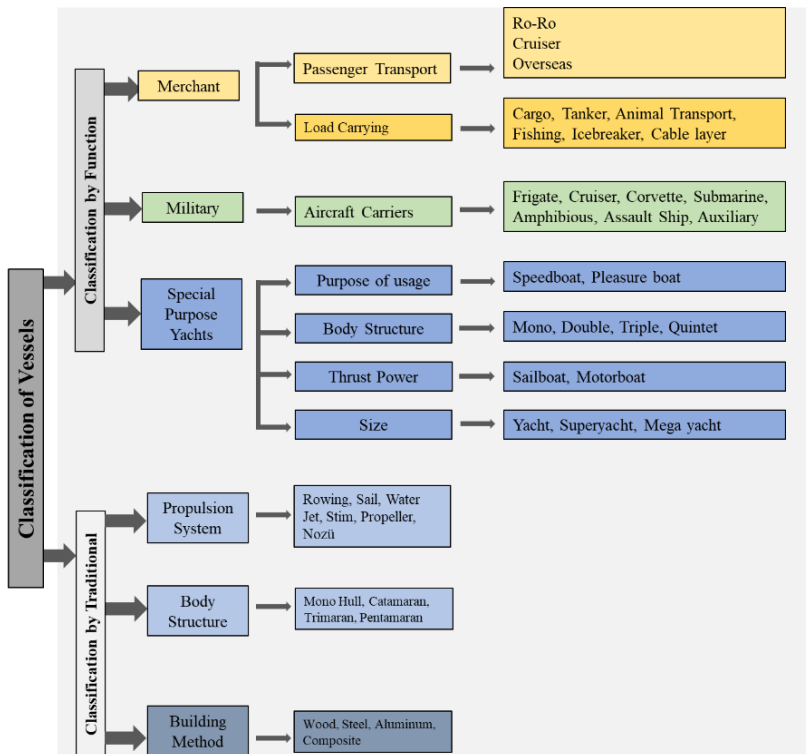 Classification of Vessels
Classification by Function
Merchant
Passenger Transport
Ro-Ro
Cruiser
Overseas
Load Carrying
Cargo, Tanker, Animal Transport,
Fishing, Icebreaker, Cable layer
Military
Aircraft Carriers
Frigate, Cruiser, Corvette, Submarine,
Amphibious, Assault Ship, Auxiliary
Special
Purpose
Yachts
Purpose of usage
Speedboat, Pleasure boat
Body Structure
Mono, Double, Triple, Quintet
Thrust Power
Sailboat, Motorboat
Size
Yacht, Superyacht, Mega yacht
Classification by Traditional
Propulsion
System
Rowing, Sail, Water
Jet, Stim, Propeller,
Nozü
Body
Structure
Mono Hull, Catamaran,
Trimaran, Pentamaran
Building
Method
Wood, Steel, Aluminum,
Composite